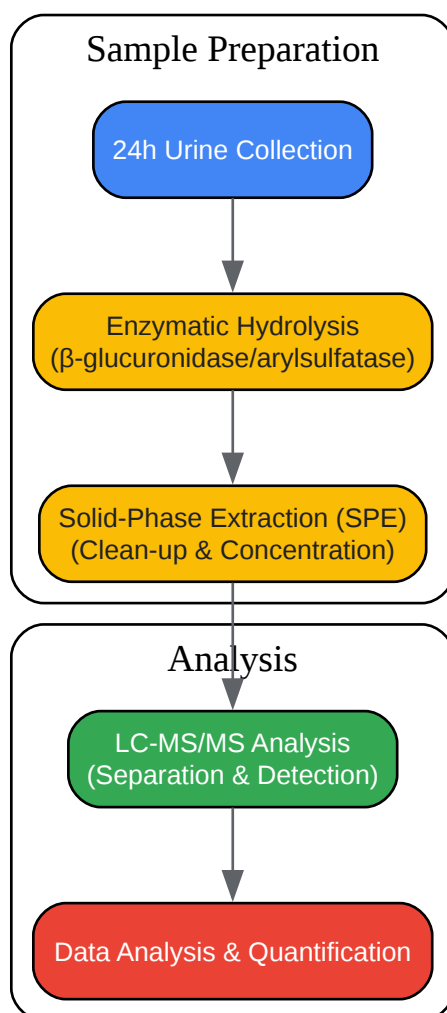 Sample Preparation
24h Urine Collection
Enzymatic Hydrolysis
(β-glucuronidase/arylsulfatase)
Solid-Phase Extraction (SPE)
(Clean-up & Concentration)
Analysis
LC-MS/MS Analysis
(Separation & Detection)
Data Analysis & Quantification